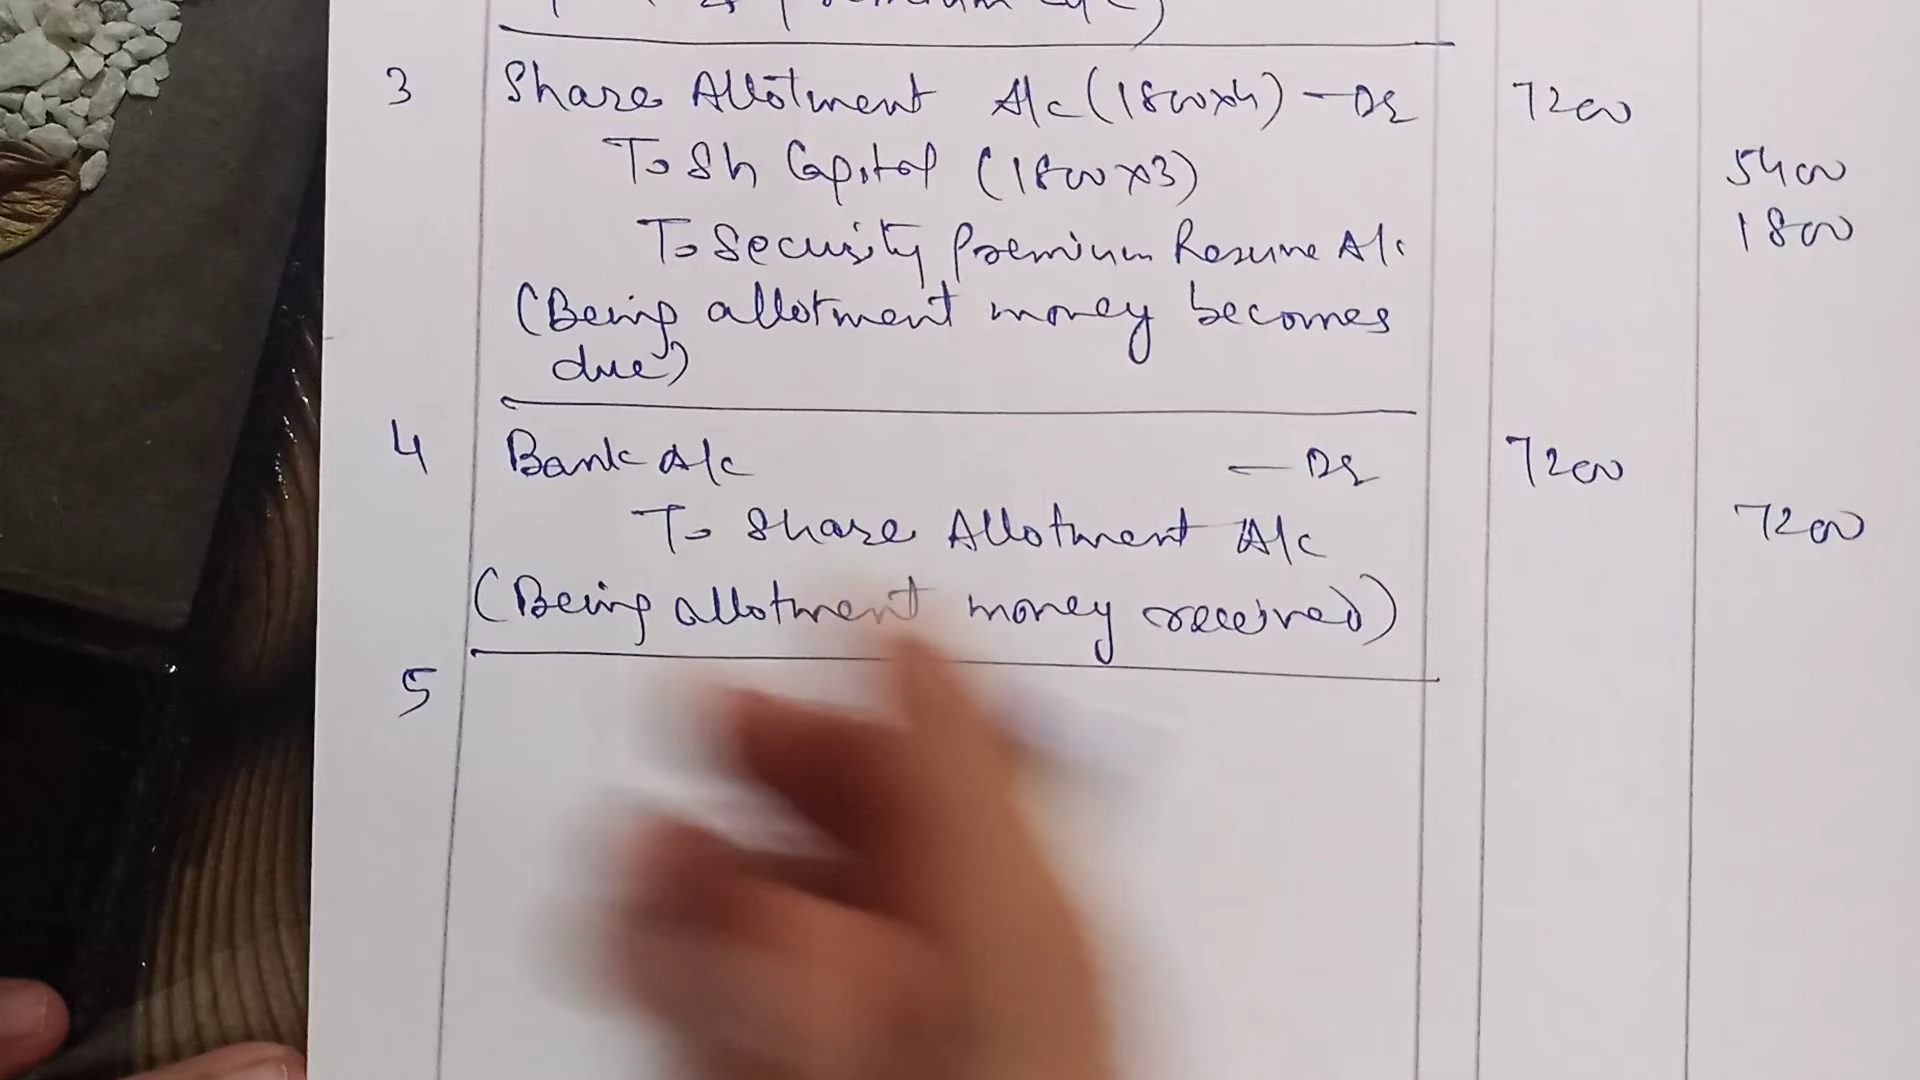 Premium A/c)
3 Share Allotment A/c (1800x4) — Dr 7200
To Sh Capital (1800x3) 5400
To Security Premium Reserve A/c 1800
(Being allotment money becomes
due)
4 Bank A/c — Dr 7200
To Share Allotment A/c 7200
(Being allotment money received)
5